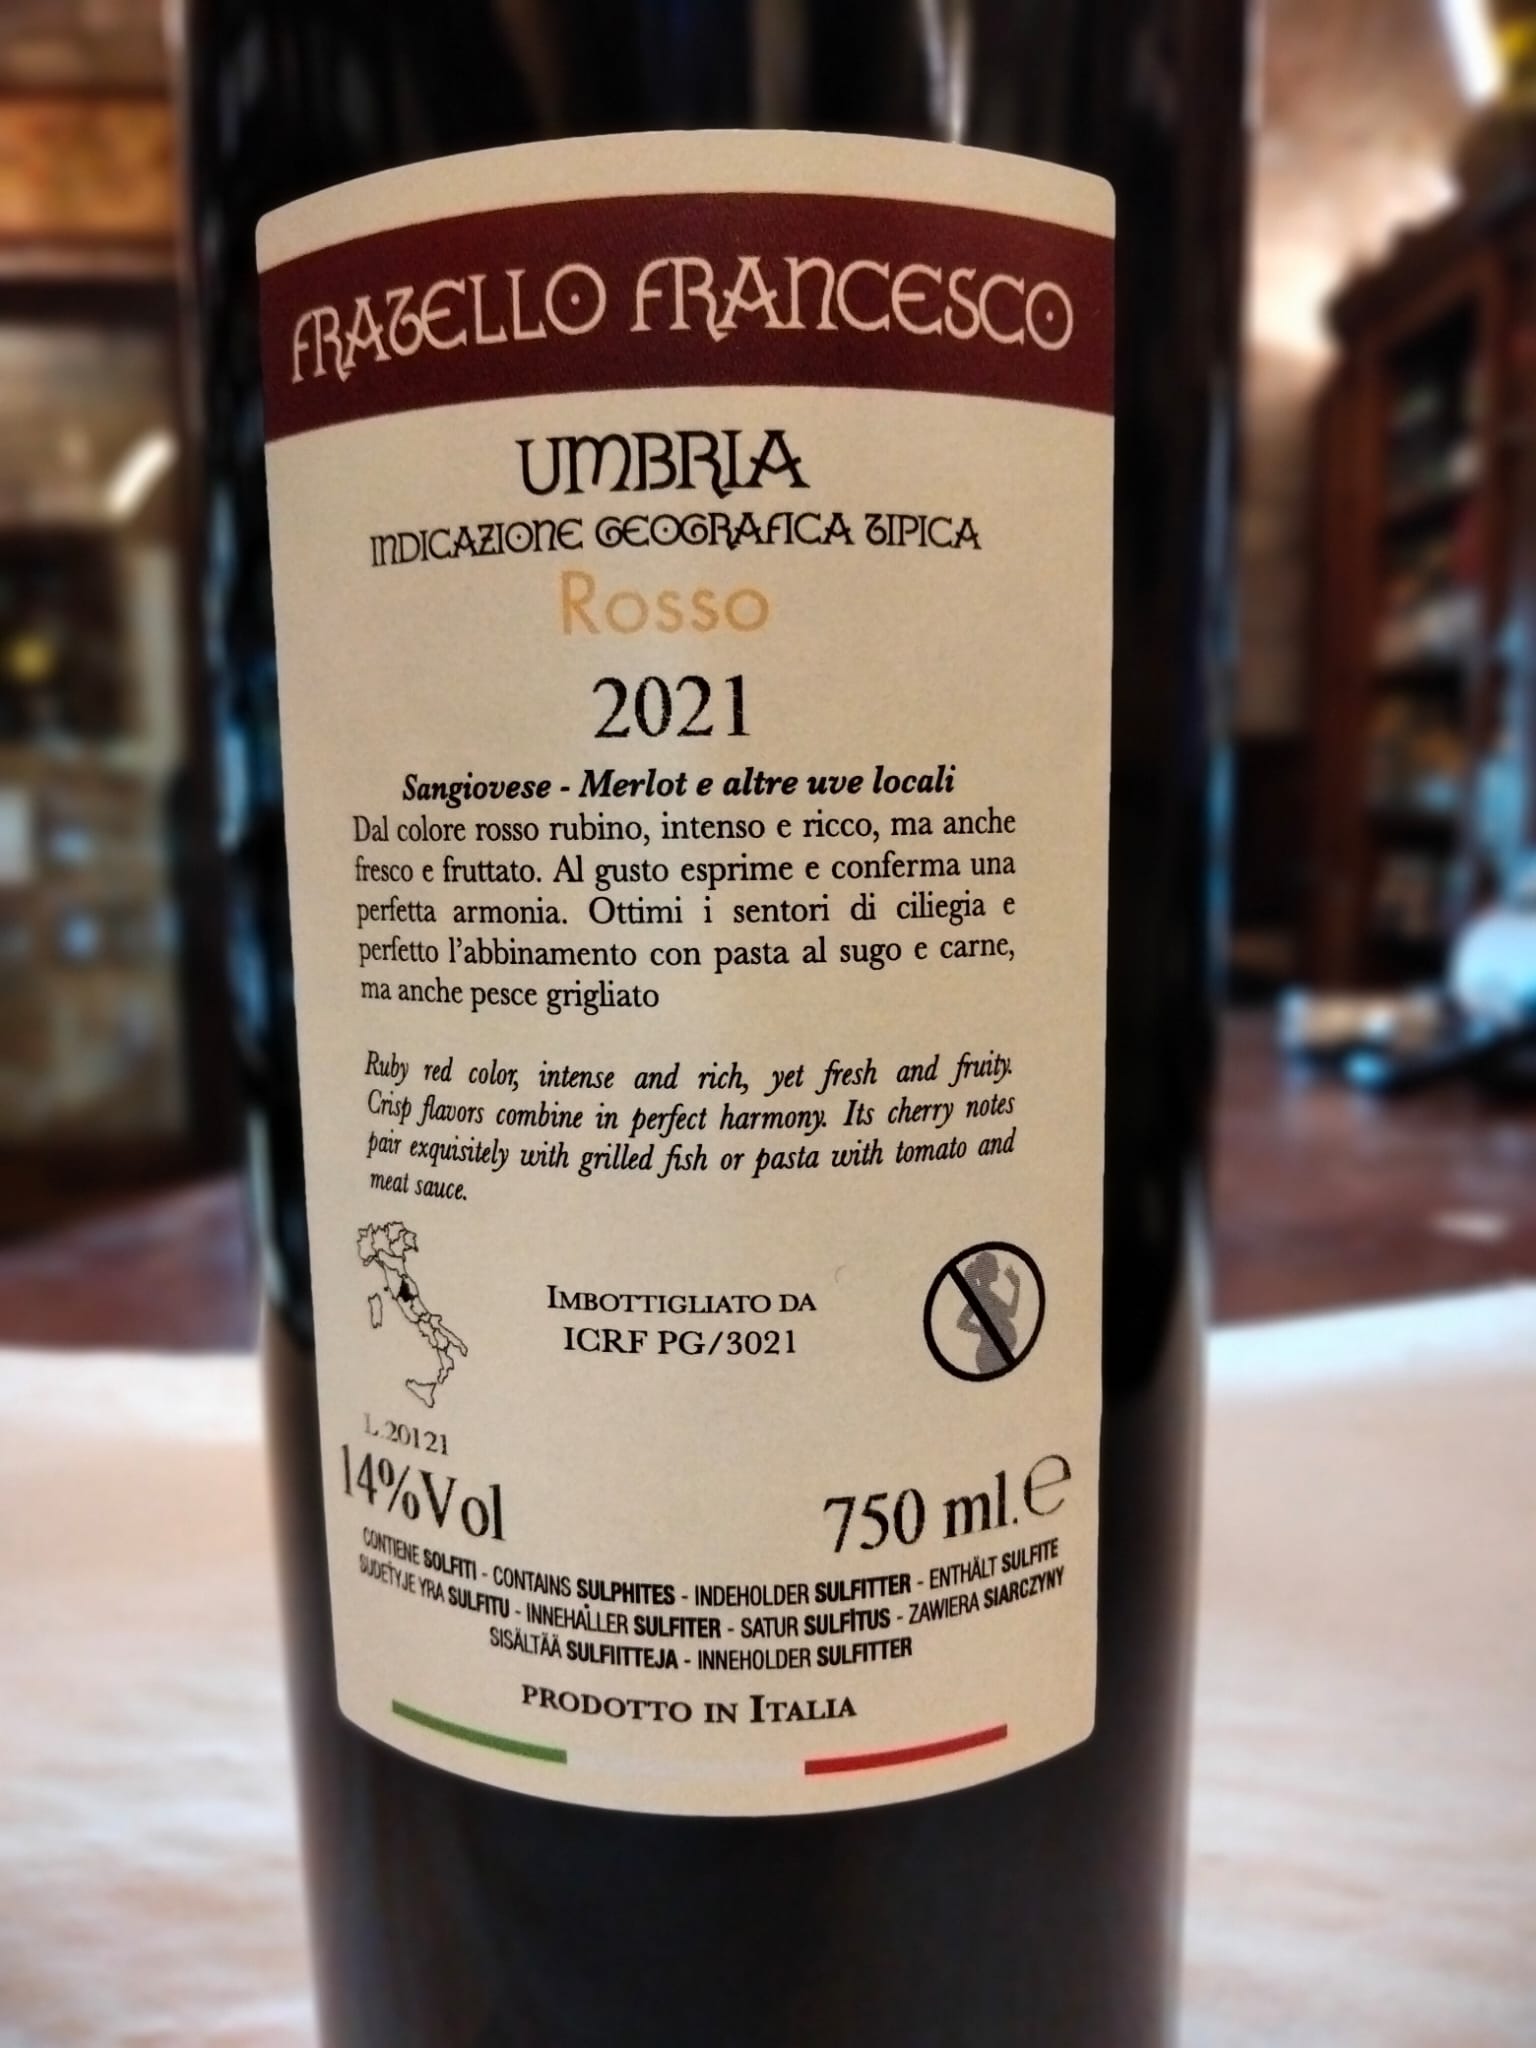 FRATELLO FRANCESCO
UMBRIA
INDICAZIONE GEOGRAFICA TIPICA
Rosso
2021
Sangiovese - Merlot e altre uve locali
Dal colore rosso rubino, intenso e ricco, ma anche
fresco e fruttato. Al gusto esprime e conferma una
perfetta armonia. Ottimi i sentori di ciliegia e
perfetto l'abbinamento con pasta al sugo e carne,
ma anche pesce grigliato
Ruby red color, intense and rich, yet fresh and fruity.
Crisp flavors combine in perfect harmony. Its cherry notes
pair exquisitely with grilled fish or pasta with tomato and
meat sauce.
IMBOTTIGLIATO DA
ICRF PG/3021
L.20121
14%Vol
750 ml.℮
CONTIENE SOLFITI - CONTAINS SULPHITES - INDEHOLDER SULFITTER - ENTHÄLT SULFITE
SUDĖTYJE YRA SULFITU - INNEHÅLLER SULFITER - SATUR SULFĪTUS - ZAWIERA SIARCZYNY
SISÄLTÄÄ SULFIITTEJA - INNEHOLDER SULFITTER
PRODOTTO IN ITALIA